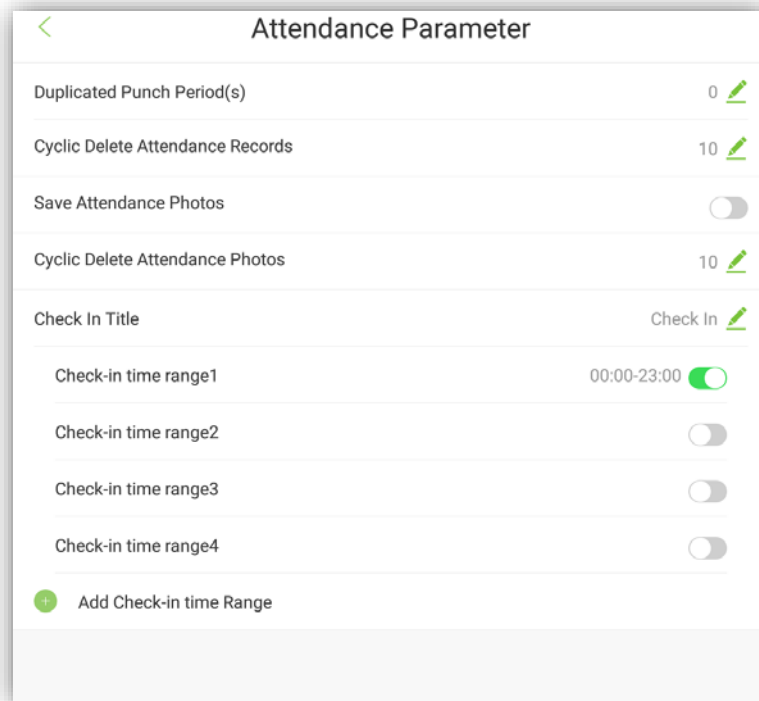 Attendance Parameter
Duplicated Punch Period(s) 0
Cyclic Delete Attendance Records 10
Save Attendance Photos
Cyclic Delete Attendance Photos 10
Check In Title Check In
Check-in time range1 00:00-23:00
Check-in time range2
Check-in time range3
Check-in time range4
Add Check-in time Range